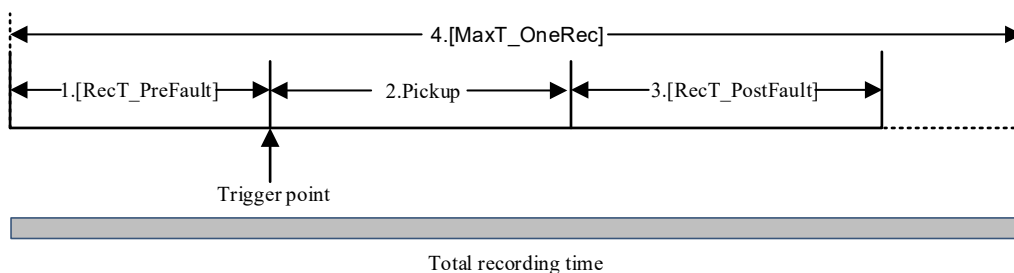 4.[MaxT_OneRec]
1.[RecT_PreFault]
2.Pickup
3.[RecT_PostFault]
Trigger point
Total recording time